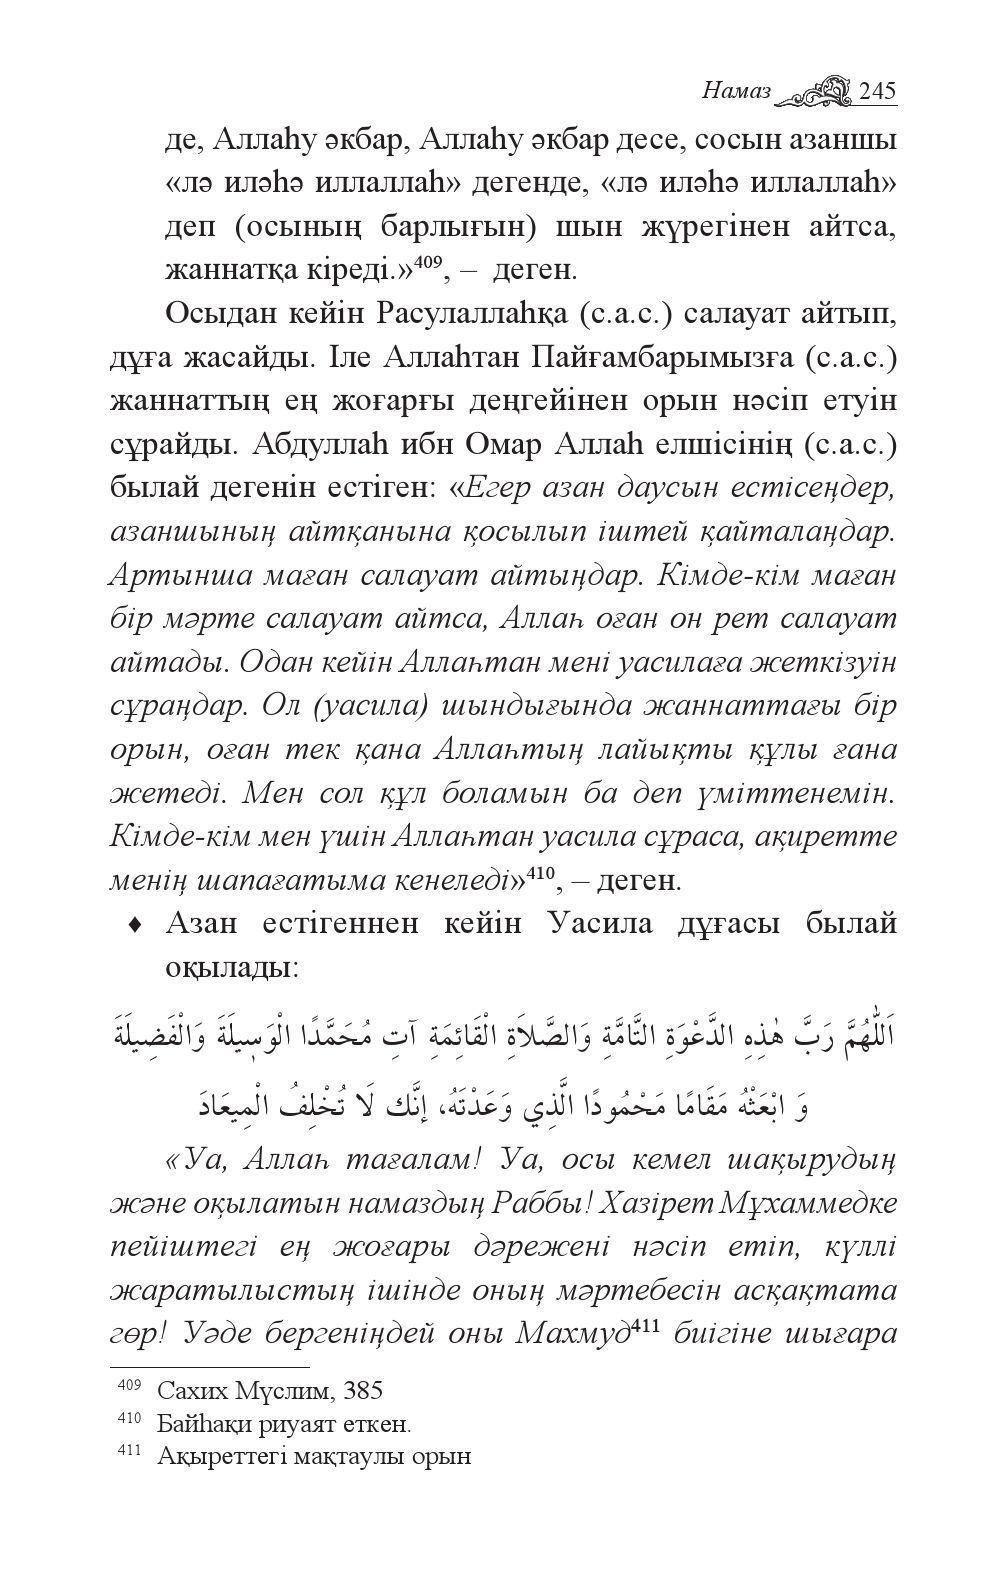 Намаз 245
де, Аллаһу әкбар, Аллаһу әкбар десе, сосын азаншы
«лә иләһә иллаллаһ» дегенде, «лә иләһә иллаллаһ»
деп (осының барлығын) шын жүрегінен айтса,
жаннатқа кіреді.»409, – деген.
Осыдан кейін Расулаллаһқа (с.а.с.) салауат айтып,
дұға жасайды. Іле Аллаһтан Пайғамбарымызға (с.а.с.)
жаннаттың ең жоғарғы деңгейінен орын нәсіп етуін
сұрайды. Абдуллаһ ибн Омар Аллаһ елшісінің (с.а.с.)
былай дегенін естіген: «Егер азан даусын естісеңдер,
азаншының айтқанына қосылып іштей қайталаңдар.
Артынша маған салауат айтыңдар. Кімде-кім маған
бір мәрте салауат айтса, Аллаһ оған он рет салауат
айтады. Одан кейін Аллаһтан мені уасилаға жеткізуін
сұраңдар. Ол (уасила) шындығында жаннаттағы бір
орын, оған тек қана Аллаһтың лайықты құлы ғана
жетеді. Мен сол құл боламын ба деп үміттенемін.
Кімде-кім мен үшін Аллаһтан уасила сұраса, ақиретте
менің шапағатыма кенеледі»410, – деген.
♦ Азан естігеннен кейін Уасила дұғасы былай
оқылады:
اَللّٰهُمَّ رَبَّ هٰذِهِ الدَّعْوَةِ التَّامَّةِ وَالصَّلاَةِ الْقَائِمَةِ آتِ مُحَمَّدًا الْوَسِيلَةَ وَالْفَضِيلَةَ
وَ ابْعَثْهُ مَقَامًا مَحْمُودًا الَّذِي وَعَدْتَهُ، إنَّك لَا تُخْلِفُ الْمِيعَادَ
«Уа, Аллаһ тағалам! Уа, осы кемел шақырудың
және оқылатын намаздың Раббы! Хазірет Мұхаммедке
пейіштегі ең жоғары дәрежені нәсіп етіп, күллі
жаратылыстың ішінде оның мәртебесін асқақтата
гөр! Уәде бергеніңдей оны Махмуд411 биігіне шығара
409 Сахих Мүслим, 385
410 Байһақи риуаят еткен.
411 Ақыреттегі мақтаулы орын